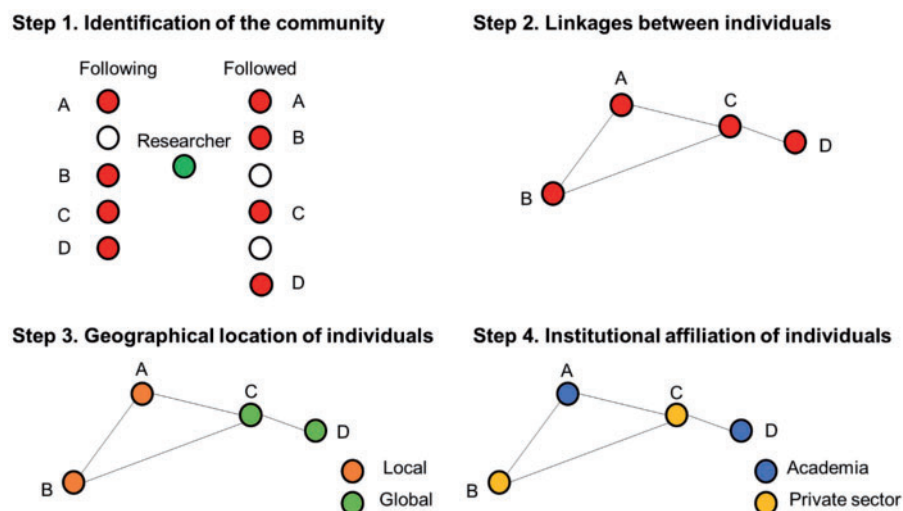 Step 1. Identification of the community
Following
Followed
A
A
B
Researcher
B
C
C
D
D
Step 2. Linkages between individuals
A
C
D
B
Step 3. Geographical location of individuals
A
C
D
B
Local
Global
Step 4. Institutional affiliation of individuals
A
C
D
B
Academia
Private sector